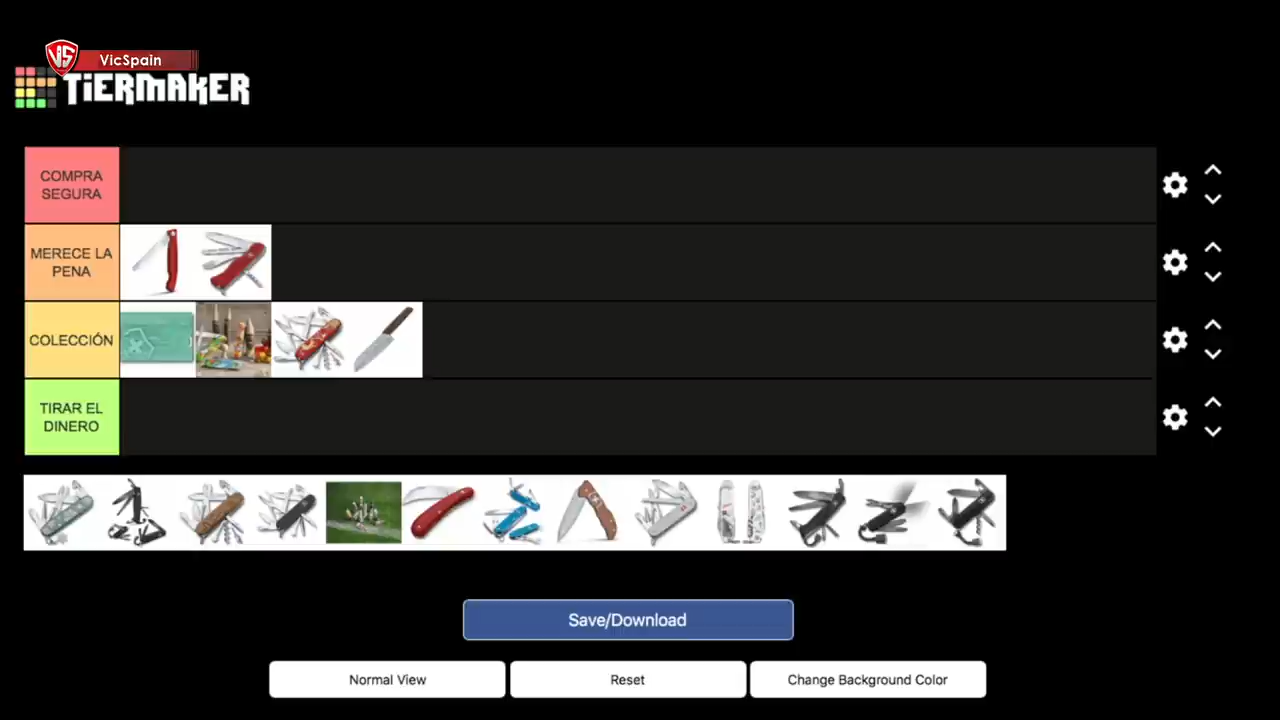 VS VicSpain
TiERMAKER
COMPRA
SEGURA
MERECE LA
PENA
COLECCIÓN
TIRAR EL
DINERO
Save/Download
Normal View
Reset
Change Background Color